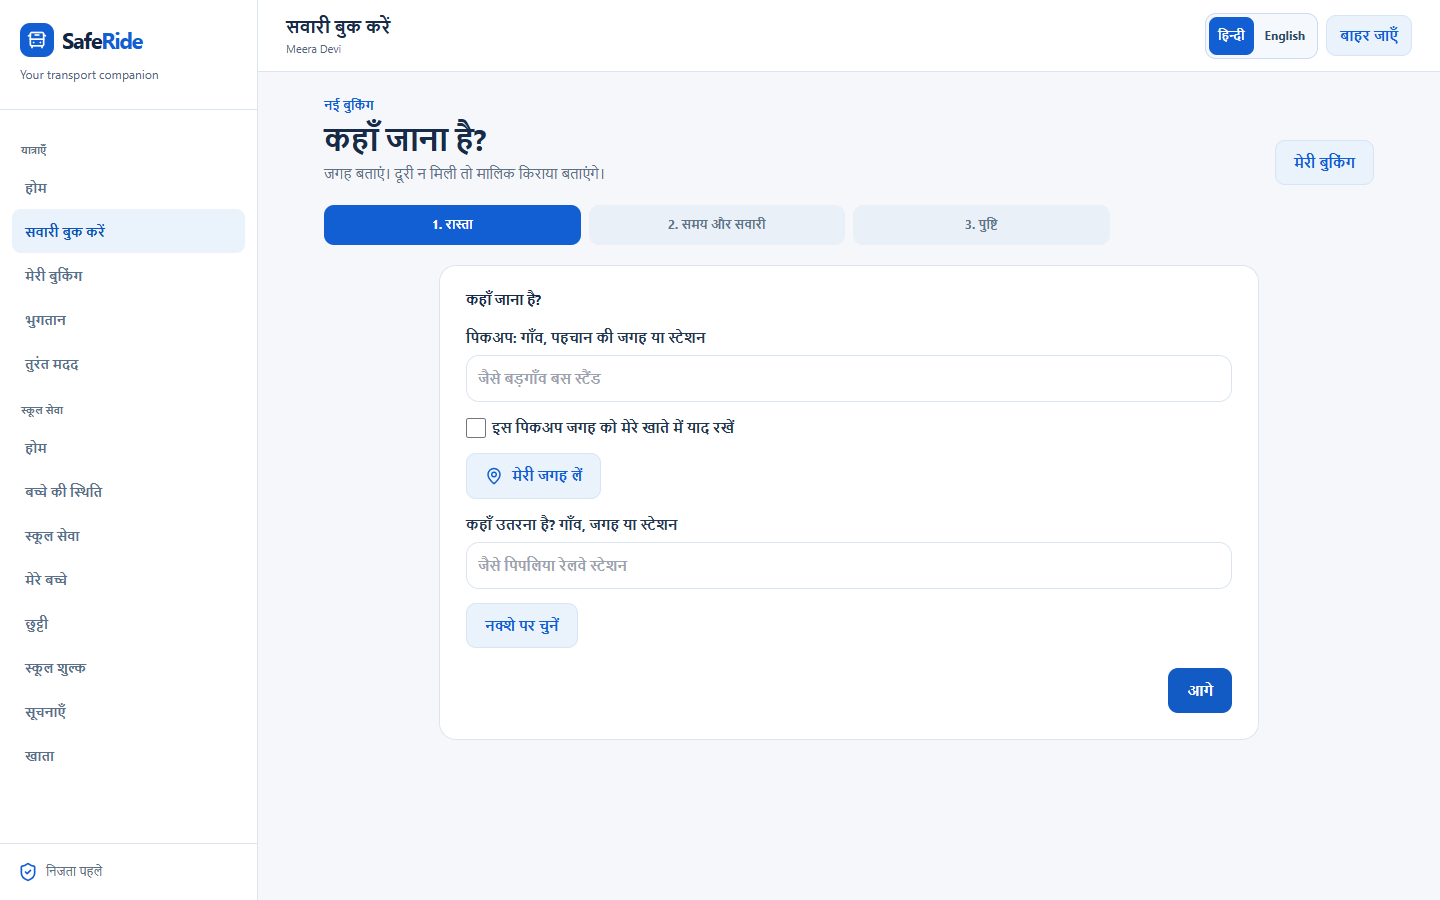 SafeRide
Your transport companion
यात्राएँ
होम
सवारी बुक करें
मेरी बुकिंग
भुगतान
तुरंत मदद
स्कूल सेवा
होम
बच्चे की स्थिति
स्कूल सेवा
मेरे बच्चे
छुट्टी
स्कूल शुल्क
सूचनाएँ
खाता
निजता पहले
सवारी बुक करें
Meera Devi
हिन्दी English बाहर जाएँ
नई बुकिंग
कहाँ जाना है?
जगह बताएं। दूरी न मिली तो मालिक किराया बताएंगे।
मेरी बुकिंग
1. रास्ता 2. समय और सवारी 3. पुष्टि
कहाँ जाना है?
पिकअप: गाँव, पहचान की जगह या स्टेशन
जैसे बड़गाँव बस स्टैंड
इस पिकअप जगह को मेरे खाते में याद रखें
मेरी जगह लें
कहाँ उतरना है? गाँव, जगह या स्टेशन
जैसे पिपलिया रेलवे स्टेशन
नक्शे पर चुनें
आगे